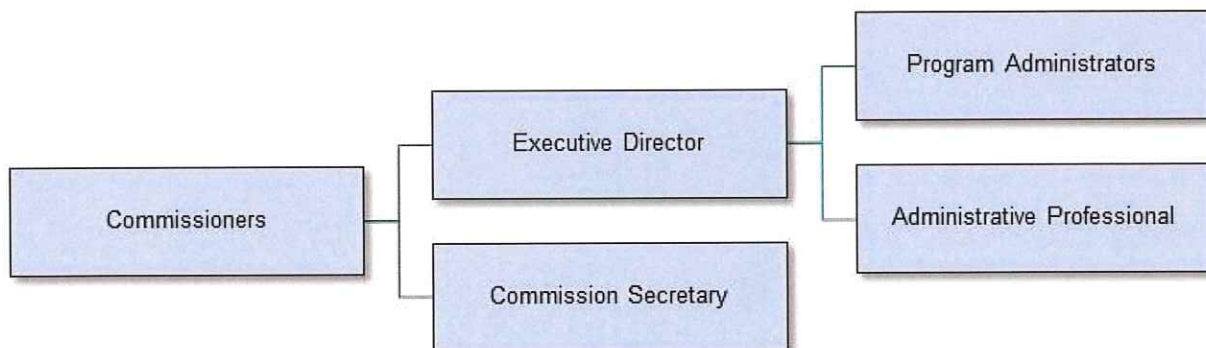 Program Administrators
Executive Director
Administrative Professional
Commissioners
Commission Secretary